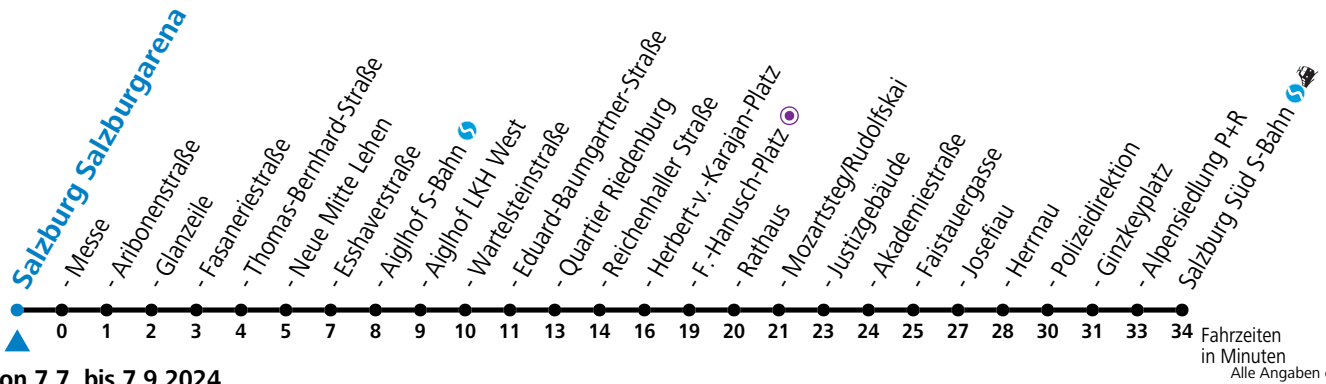 Salzburg Salzburgarena
- Messe
- Aribonenstraße
- Glanzeile
- Fasaneriestraße
- Thomas-Bernhard-Straße
- Neue Mitte Lehen
- Esshaverstraße
- Aiglhof S-Bahn
- Aiglhof LKH West
- Wartelsteinstraße
- Eduard-Baumgartner-Straße
- Quartier Riedenburg
- Reichenhaller Straße
- Herbert-v.-Karajan-Platz
- F.-Hanusch-Platz
- Rathaus
- Mozartsteg/Rudolfskai
- Justizgebäude
- Akademiestraße
- Faistauergasse
- Josefiau
- Herrnau
- Polizeidirektion
- Ginzkeyplatz
- Alpensiedlung P+R
Salzburg Süd S-Bahn
0 1 2 3 4 5 7 8 9 10 11 13 14 16 19 20 21 23 24 25 27 28 30 31 33 34
Fahrzeiten
in Minuten
Alle Angaben
7.7. bis 7.9.2024